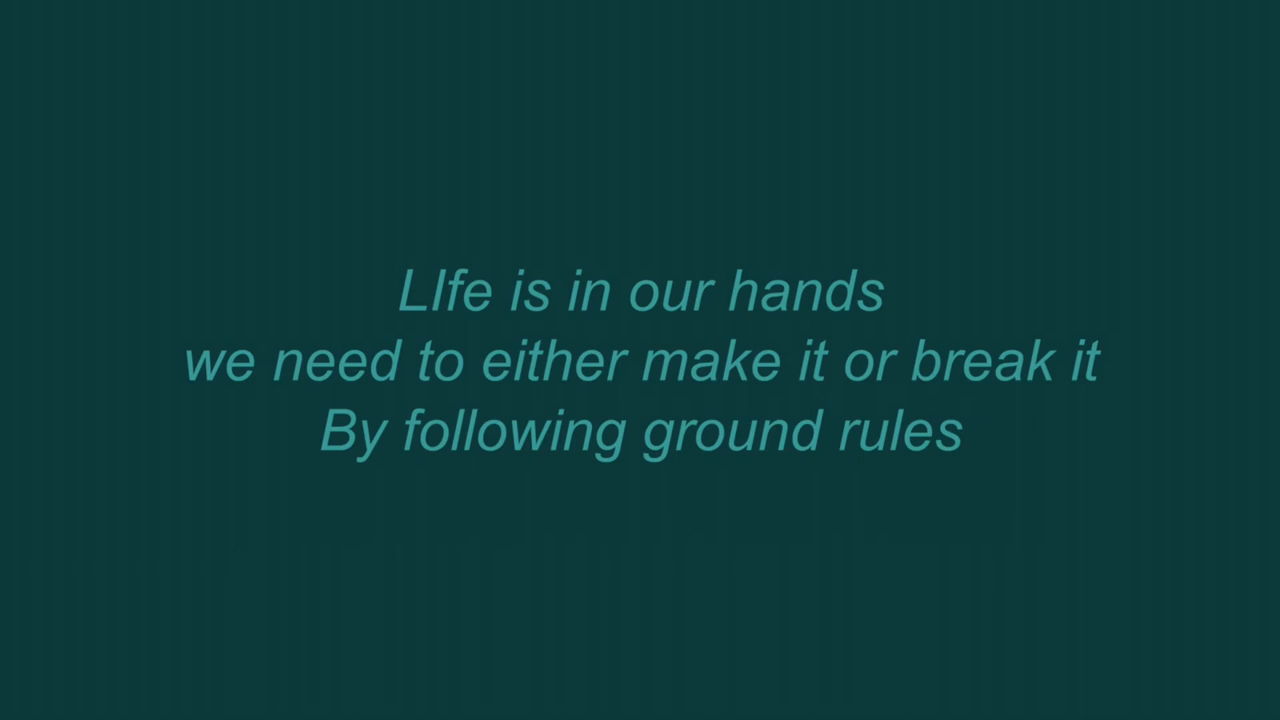 LIfe is in our hands
we need to either make it or break it
By following ground rules